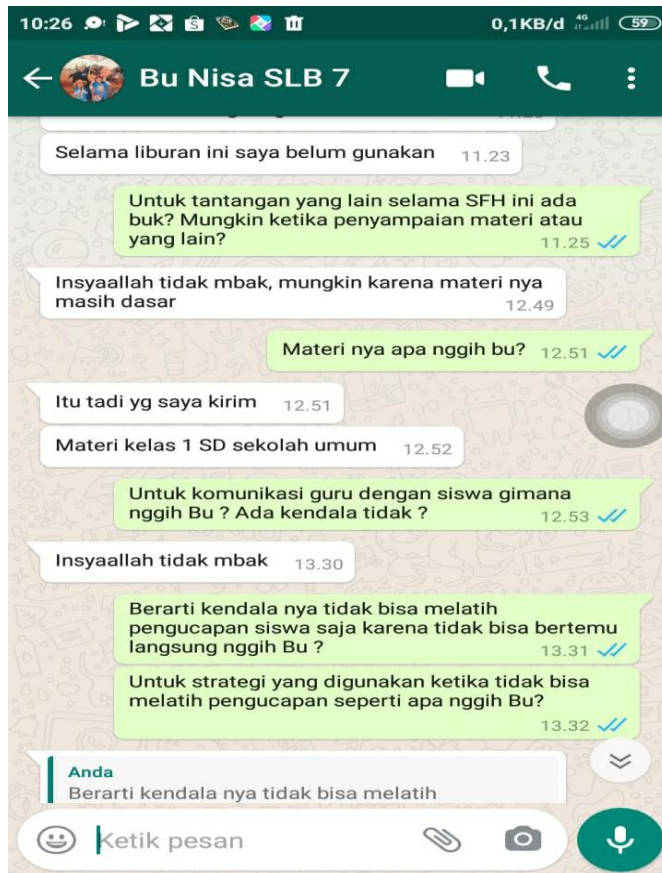 10:26 0,1KB/d 4G 59
Bu Nisa SLB 7
Selama liburan ini saya belum gunakan 11.23
Untuk tantangan yang lain selama SFH ini ada
buk? Mungkin ketika penyampaian materi atau
yang lain? 11.25
Insyaallah tidak mbak, mungkin karena materi nya
masih dasar 12.49
Materi nya apa nggih bu? 12.51
Itu tadi yg saya kirim 12.51
Materi kelas 1 SD sekolah umum 12.52
Untuk komunikasi guru dengan siswa gimana
nggih Bu ? Ada kendala tidak ? 12.53
Insyaallah tidak mbak 13.30
Berarti kendala nya tidak bisa melatih
pengucapan siswa saja karena tidak bisa bertemu
langsung nggih Bu ? 13.31
Untuk strategi yang digunakan ketika tidak bisa
melatih pengucapan seperti apa nggih Bu?
13.32
Anda
Berarti kendala nya tidak bisa melatih
Ketik pesan